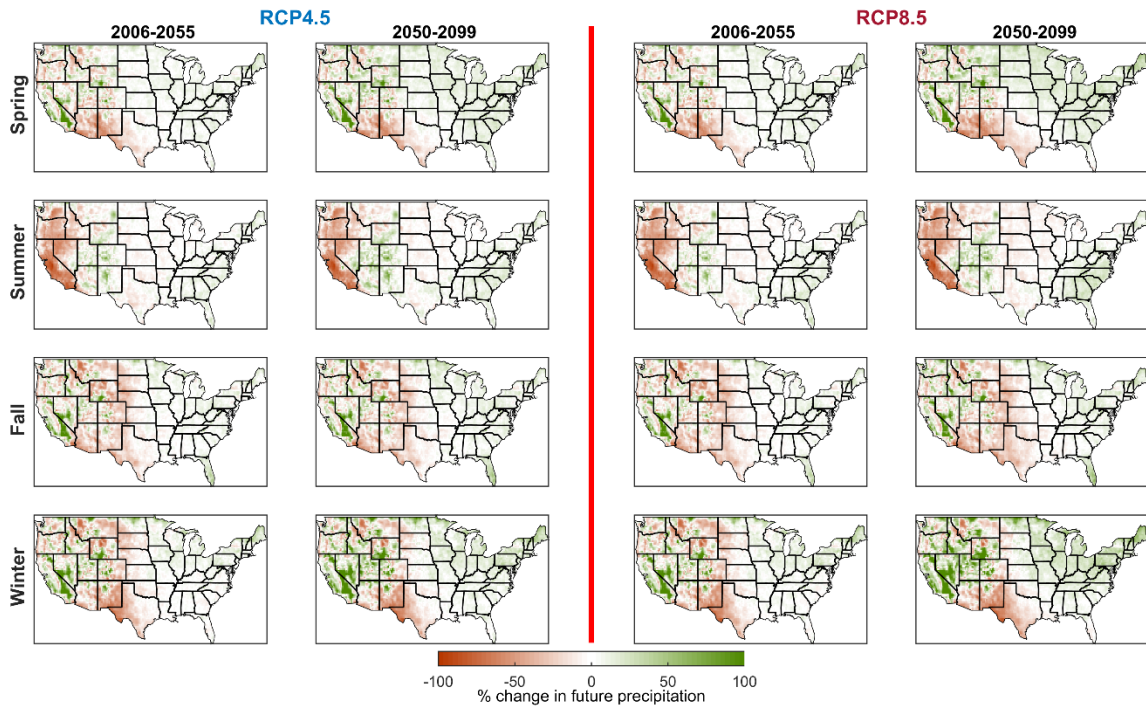 RCP4.5
RCP8.5
2006-2055
2050-2099
2006-2055
2050-2099
Spring
Summer
Fall
Winter
-100
-50
0
50
100
% change in future precipitation